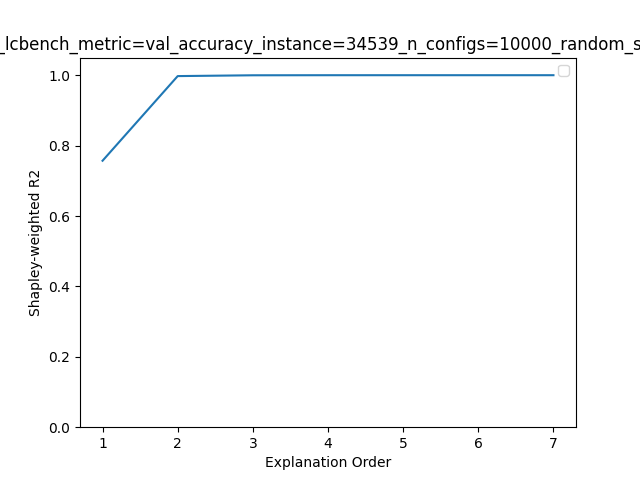 _lcbench_metric=val_accuracy_instance=34539_n_configs=10000_random_s
1.0
0.8
0.6
0.4
0.2
0.0
Shapley-weighted R2
1 2 3 4 5 6 7
Explanation Order